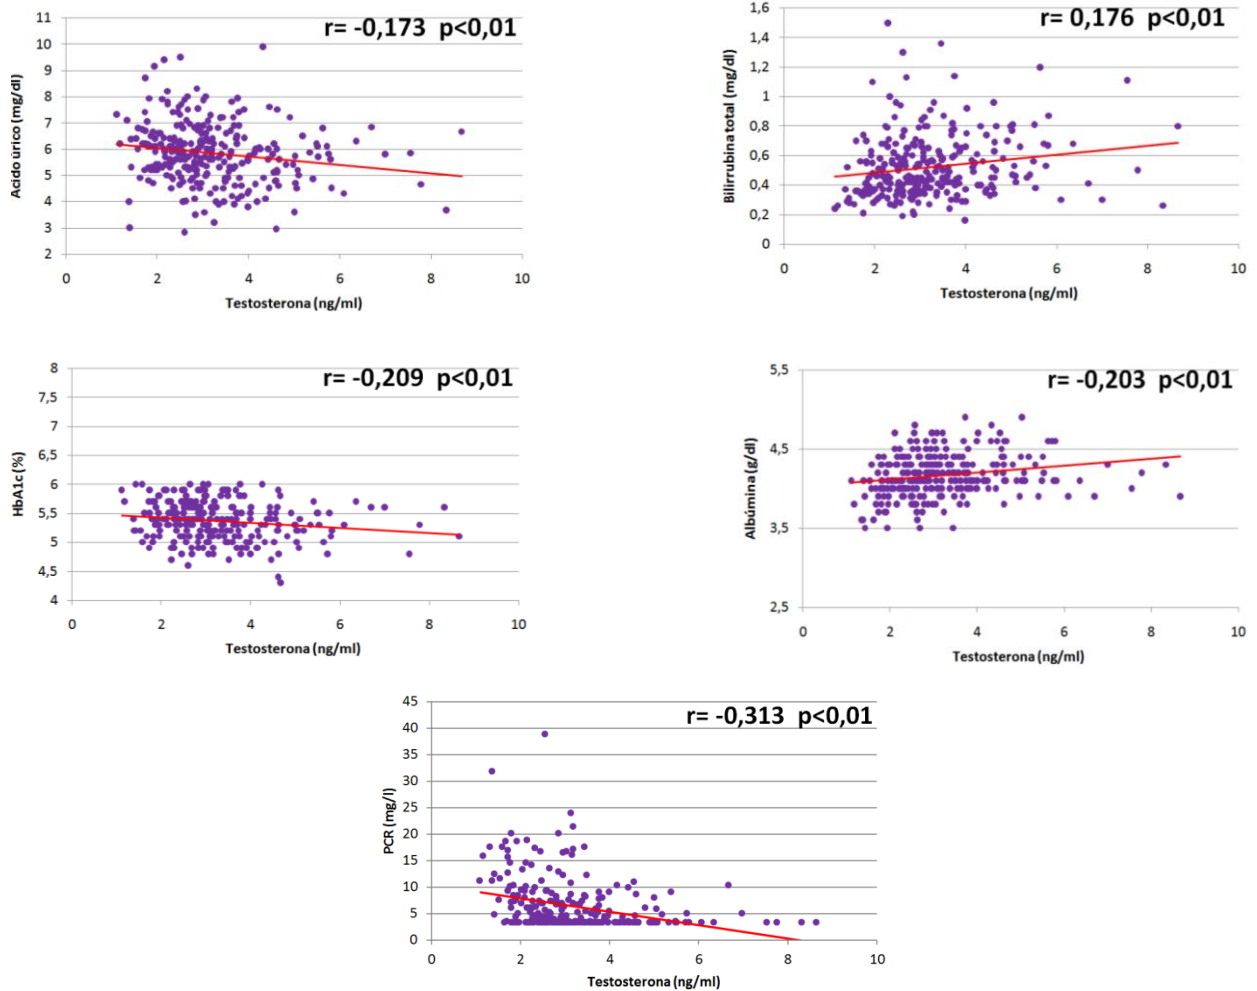 r= -0,173 p<0,01
11
10
9
8
7
6
5
4
3
2
Acido úrico (mg/dl)
0 2 4 6 8 10
Testosterona (ng/ml)
r= 0,176 p<0,01
1,6
1,4
1,2
1
0,8
0,6
0,4
0,2
0
Bilirrubina total (mg/dl)
0 2 4 6 8 10
Testosterona (ng/ml)
r= -0,209 p<0,01
8
7,5
7
6,5
6
5,5
5
4,5
4
HbA1c (%)
0 2 4 6 8 10
Testosterona (ng/ml)
r= -0,203 p<0,01
5,5
4,5
3,5
2,5
Albúmina (g/dl)
0 2 4 6 8 10
Testosterona (ng/ml)
r= -0,313 p<0,01
45
40
35
30
25
20
15
10
5
0
PCR (mg/l)
0 2 4 6 8 10
Testosterona (ng/ml)